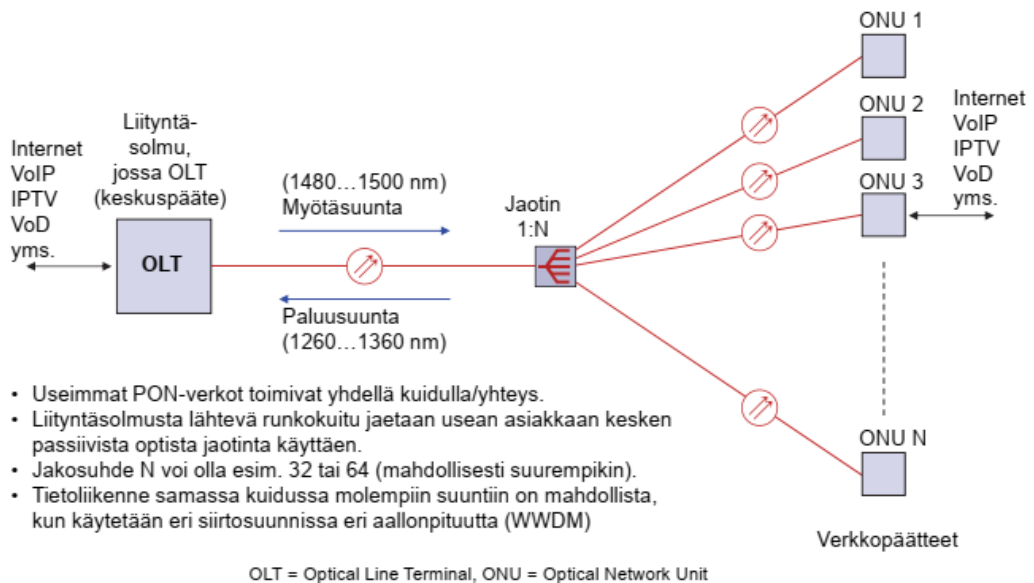 Internet
VoIP
IPTV
VoD
yms.
Liityntä-
solmu,
jossa OLT
(keskuspääte)
OLT
(1480...1500 nm)
Myötäsuunta
Paluusuunta
(1260...1360 nm)
Jaotin
1:N
ONU 1
ONU 2
ONU 3
ONU N
Internet
VoIP
IPTV
VoD
yms.
Verkkopäätteet
• Useimmat PON-verkot toimivat yhdellä kuidulla/yhteys.
• Liityntäsolmusta lähtevä runkokuitu jaetaan usean asiakkaan kesken
passiivista optista jaotinta käyttäen.
• Jakosuhde N voi olla esim. 32 tai 64 (mahdollisesti suurempikin).
• Tietoliikenne samassa kuidussa molempiin suuntiin on mahdollista,
kun käytetään eri siirtosuunnissa eri aallonpituutta (WWDM)
OLT = Optical Line Terminal, ONU = Optical Network Unit